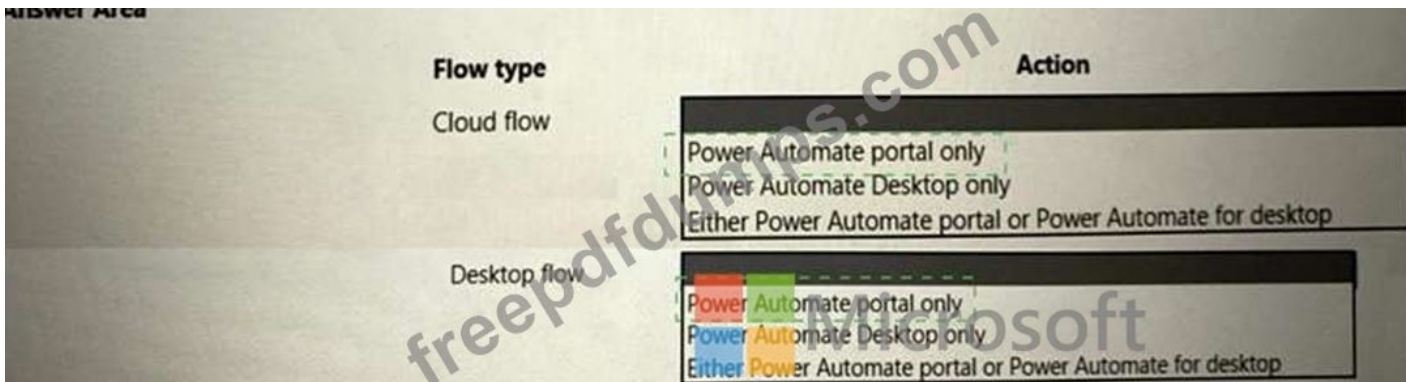 Answer Area
Flow type
Action
Cloud flow
Power Automate portal only
Power Automate Desktop only
Either Power Automate portal or Power Automate for desktop
Desktop flow
Power Automate portal only
Power Automate Desktop only
Either Power Automate portal or Power Automate for desktop
freepdfdumps.com
Microsoft